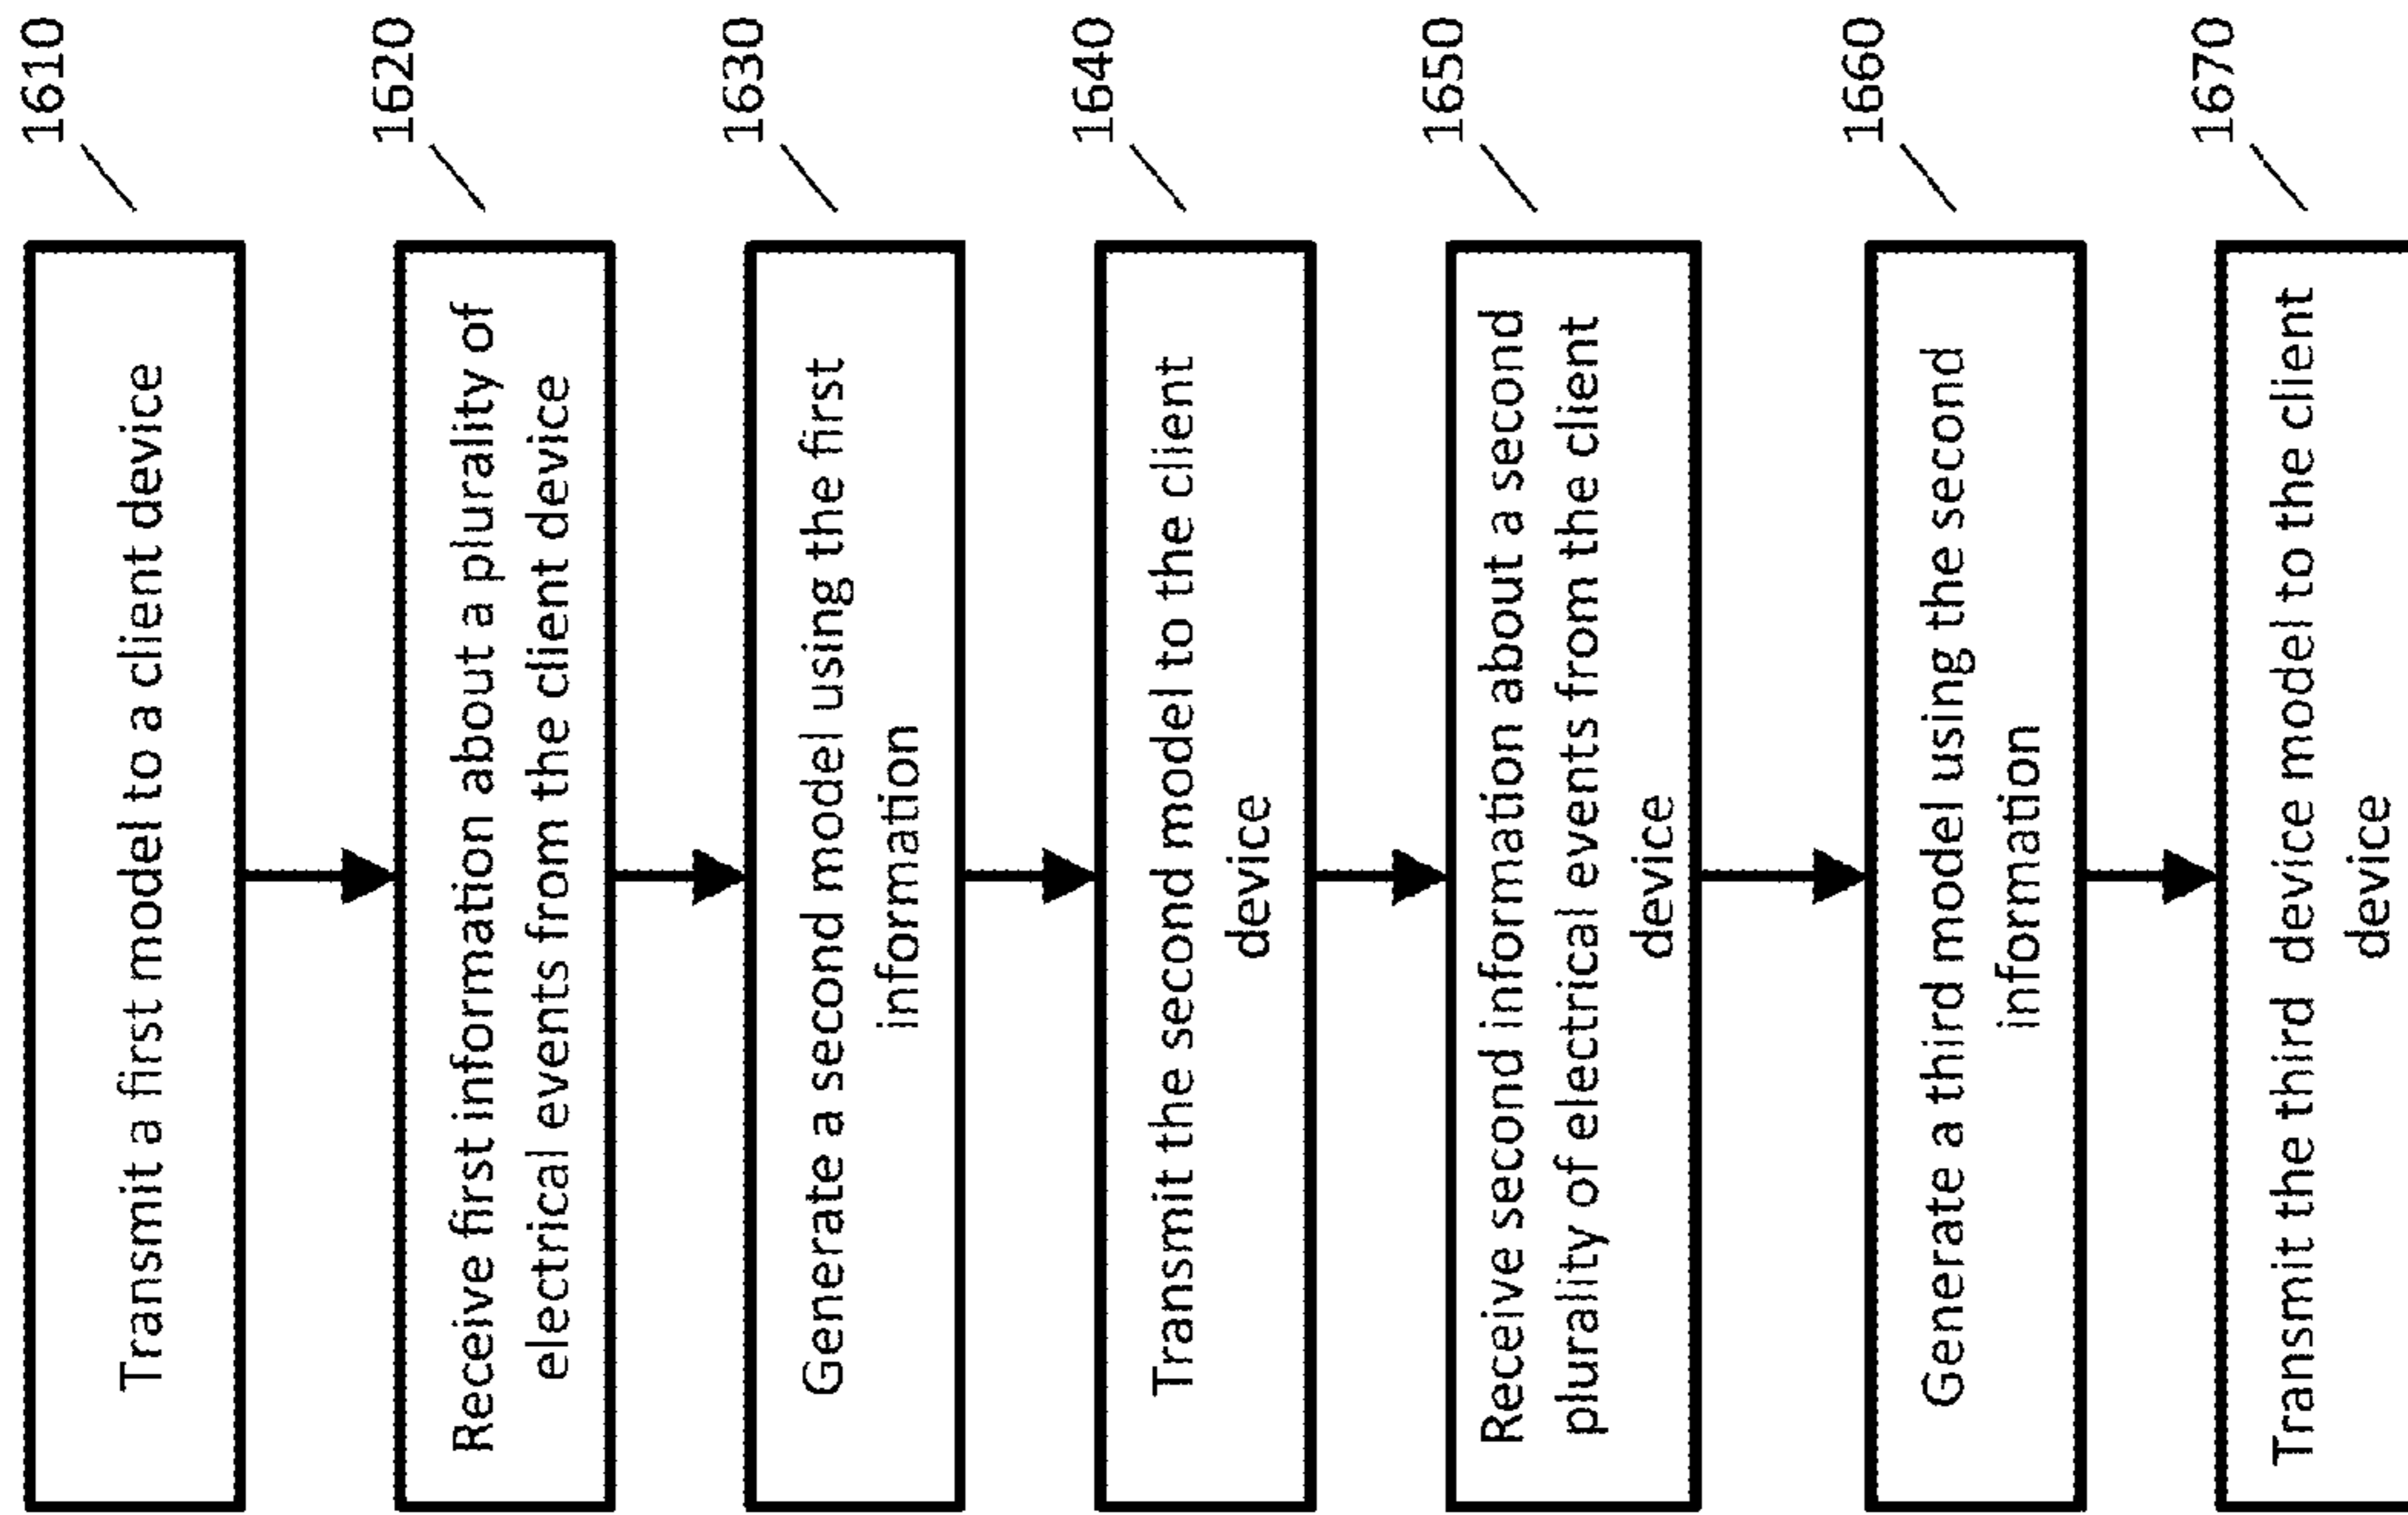 Transmit a first model to a client device
1610
Receive first information about a plurality of
electrical events from the client device
1620
Generate a second model using the first
information
1630
Transmit the second model to the client
device
1640
Receive second information about a second
plurality of electrical events from the client
device
1650
Generate a third model using the second
information
1660
Transmit the third device model to the client
device
1670